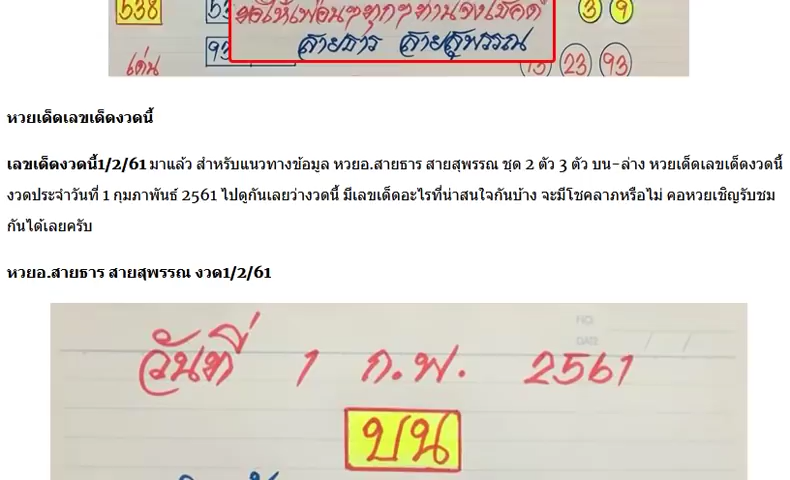 538
ขอให้เพื่อนๆทุกๆท่านจงโชคดี
3 9
สายธาร สายสุพรรณ
เด่น 93
13 23 93
หวยเด็ดเลขเด็ดงวดนี้
เลขเด็ดงวดนี้1/2/61 มาแล้ว สำหรับแนวทางข้อมูล หวยอ.สายธาร สายสุพรรณ ชุด 2 ตัว 3 ตัว บน-ล่าง หวยเด็ดเลขเด็ดงวดนี้
งวดประจำวันที่ 1 กุมภาพันธ์ 2561 ไปดูกันเลยว่างวดนี้ มีเลขเด็ดอะไรที่น่าสนใจกันบ้าง จะมีโชคลาภหรือไม่ คอหวยเชิญรับชม
กันได้เลยครับ
หวยอ.สายธาร สายสุพรรณ งวด1/2/61
NO.
DATE / /
วันที่ 1 ก.พ. 2561
บน